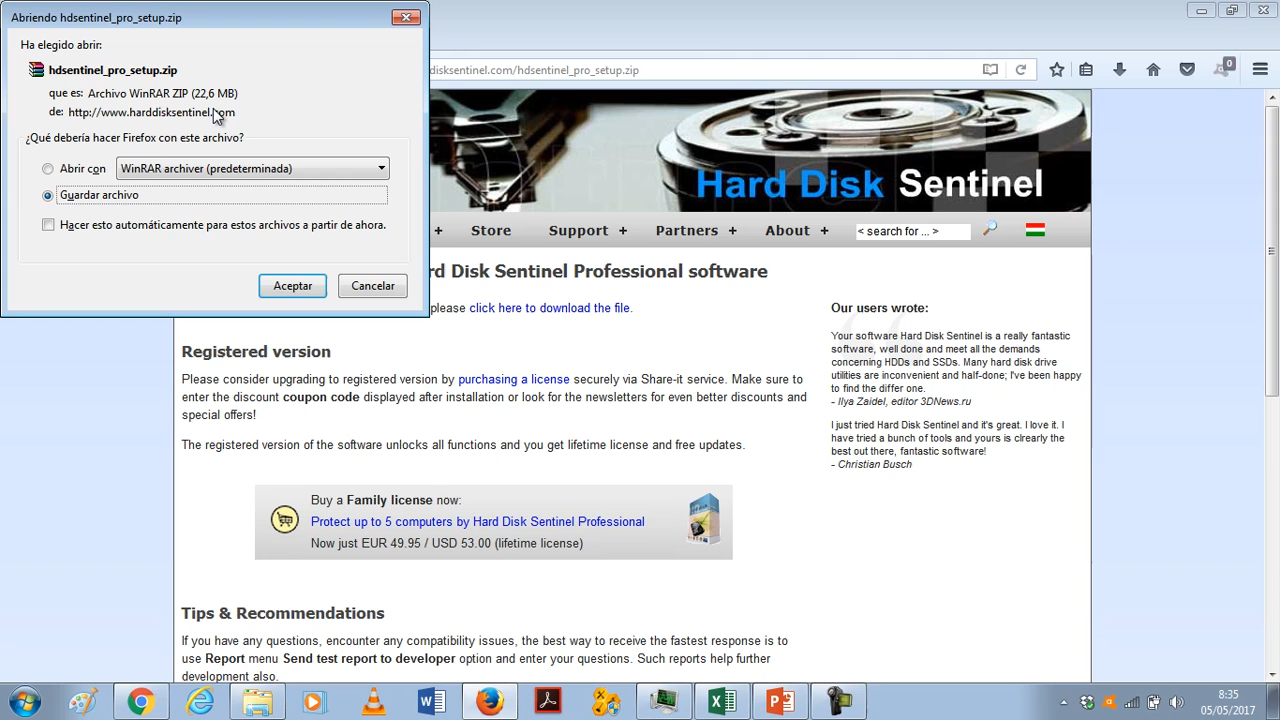 Abriendo hdsentinel_pro_setup.zip
Ha elegido abrir:
hdsentinel_pro_setup.zip
que es: Archivo WinRAR ZIP (22,6 MB)
de: http://www.harddisksentinel.com
¿Qué debería hacer Firefox con este archivo?
Abrir con WinRAR archiver (predeterminada)
Guardar archivo
Hacer esto automáticamente para estos archivos a partir de ahora.
Aceptar Cancelar
disksentinel.com/hdsentinel_pro_setup.zip
0
Hard Disk Sentinel
+ Store Support + Partners + About + < search for ... >
d Disk Sentinel Professional software
please click here to download the file.
Registered version
Please consider upgrading to registered version by purchasing a license securely via Share-it service. Make sure to
enter the discount coupon code displayed after installation or look for the newsletters for even better discounts and
special offers!
The registered version of the software unlocks all functions and you get lifetime license and free updates.
Buy a Family license now:
Protect up to 5 computers by Hard Disk Sentinel Professional
Now just EUR 49.95 / USD 53.00 (lifetime license)
Tips & Recommendations
If you have any questions, encounter any compatibility issues, the best way to receive the fastest response is to
use Report menu Send test report to developer option and enter your questions. Such reports help further
development also.
Our users wrote:
Your software Hard Disk Sentinel is a really fantastic
software, well done and meet all the demands
concerning HDDs and SSDs. Many hard disk drive
utilities are inconvenient and half-done; I've been happy
to find the differ one.
- Ilya Zaidel, editor 3DNews.ru
I just tried Hard Disk Sentinel and it's great. I love it. I
have tried a bunch of tools and yours is clrearly the
best out there, fantastic software!
- Christian Busch
8:35
05/05/2017